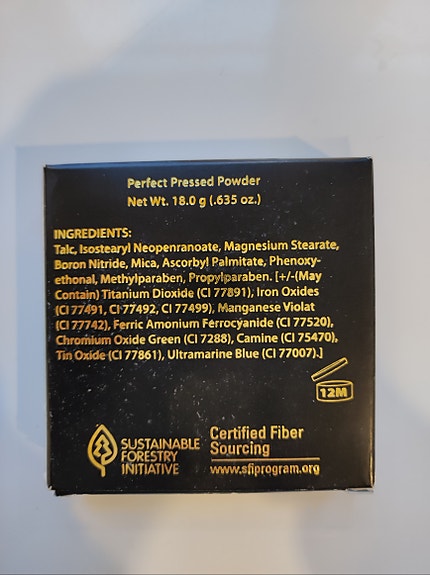 Perfect Pressed Powder
Net Wt. 18.0 g (.635 oz.)
INGREDIENTS:
Talc, Isostearyl Neopenranoate, Magnesium Stearate,
Boron Nitride, Mica, Ascorbyl Palmitate, Phenoxy-
ethonal, Methylparaben, Propylparaben. [+/-(May
Contain) Titanium Dioxide (CI 77891), Iron Oxides
(CI 77491, CI 77492, CI 77499), Manganese Violat
(CI 77742), Ferric Amonium Ferrocyanide (CI 77520),
Chromium Oxide Green (CI 7288), Camine (CI 75470),
Tin Oxide (CI 77861), Ultramarine Blue (CI 77007).]
12M
SUSTAINABLE
FORESTRY
INITIATIVE
Certified Fiber
Sourcing
www.sfiprogram.org